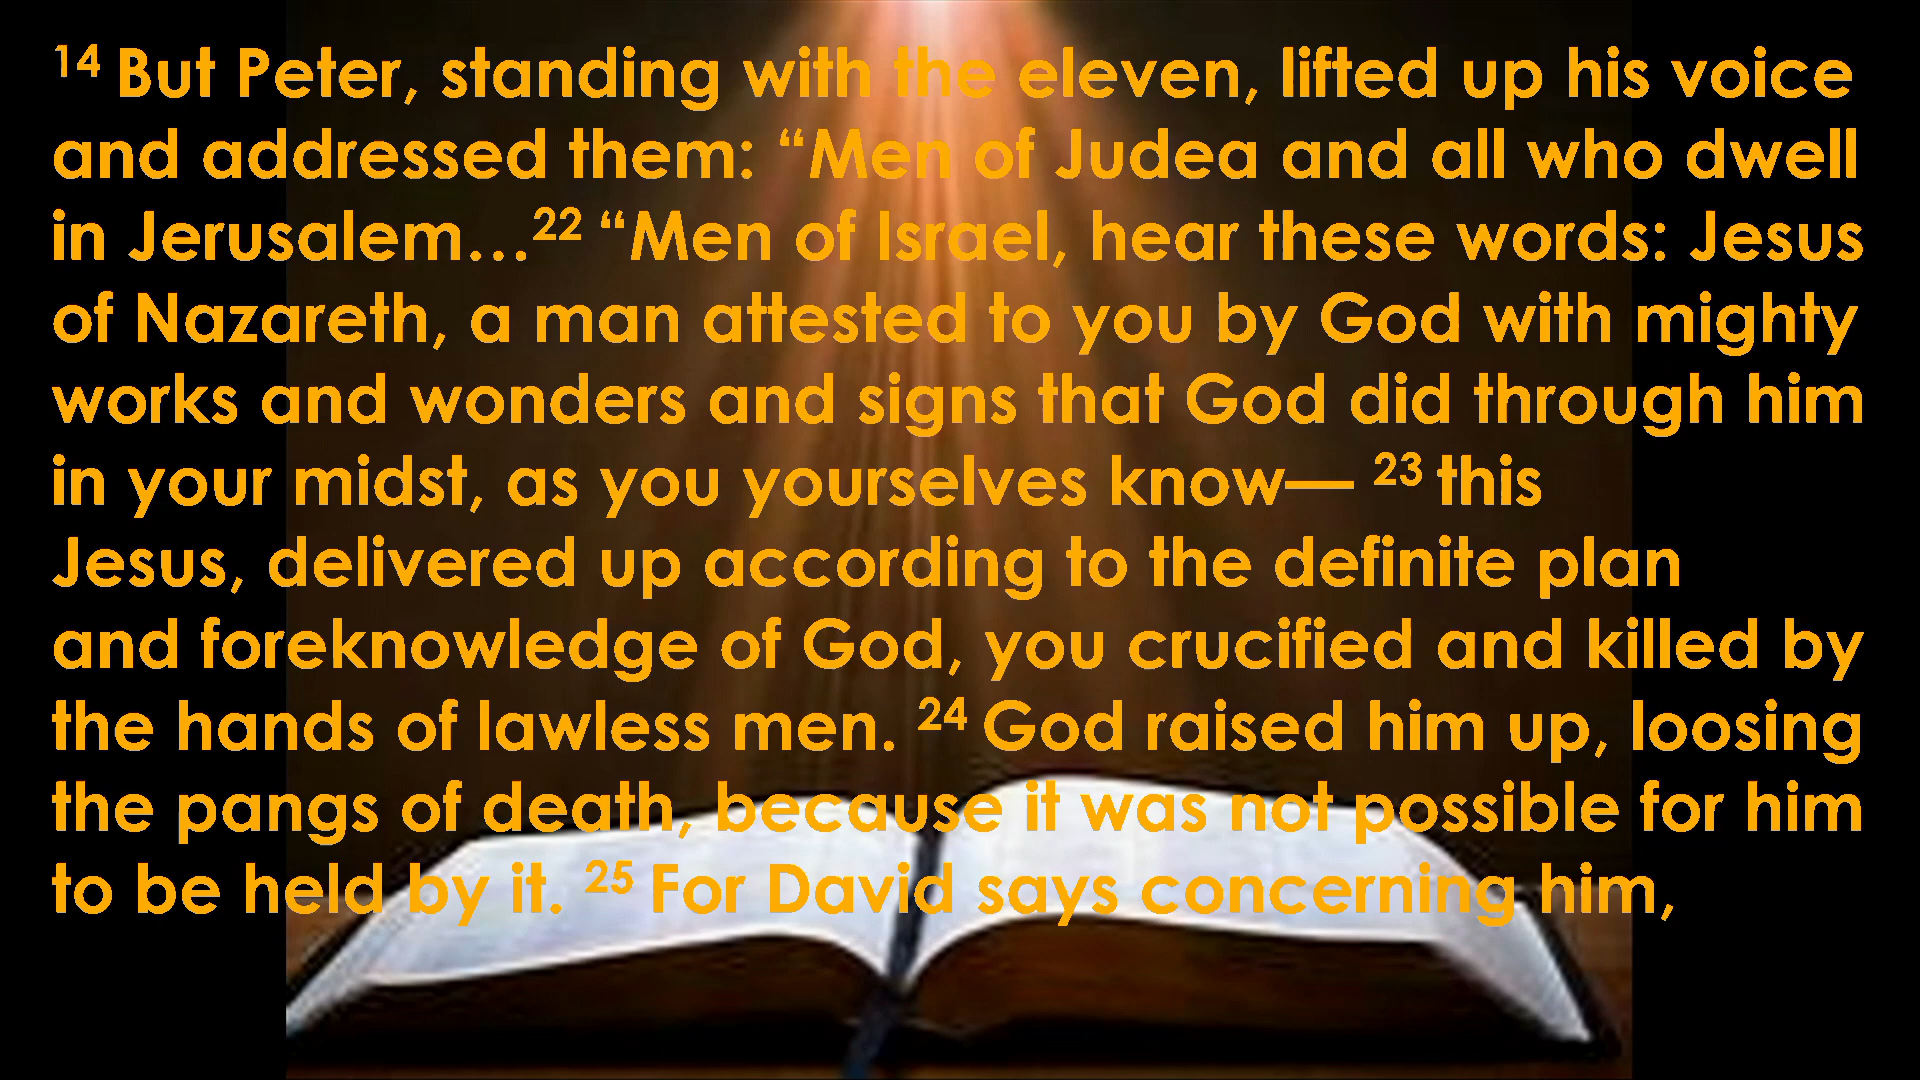 14 But Peter, standing with the eleven, lifted up his voice
and addressed them: “Men of Judea and all who dwell
in Jerusalem…22 “Men of Israel, hear these words: Jesus
of Nazareth, a man attested to you by God with mighty
works and wonders and signs that God did through him
in your midst, as you yourselves know— 23 this
Jesus, delivered up according to the definite plan
and foreknowledge of God, you crucified and killed by
the hands of lawless men. 24 God raised him up, loosing
the pangs of death, because it was not possible for him
to be held by it. 25 For David says concerning him,